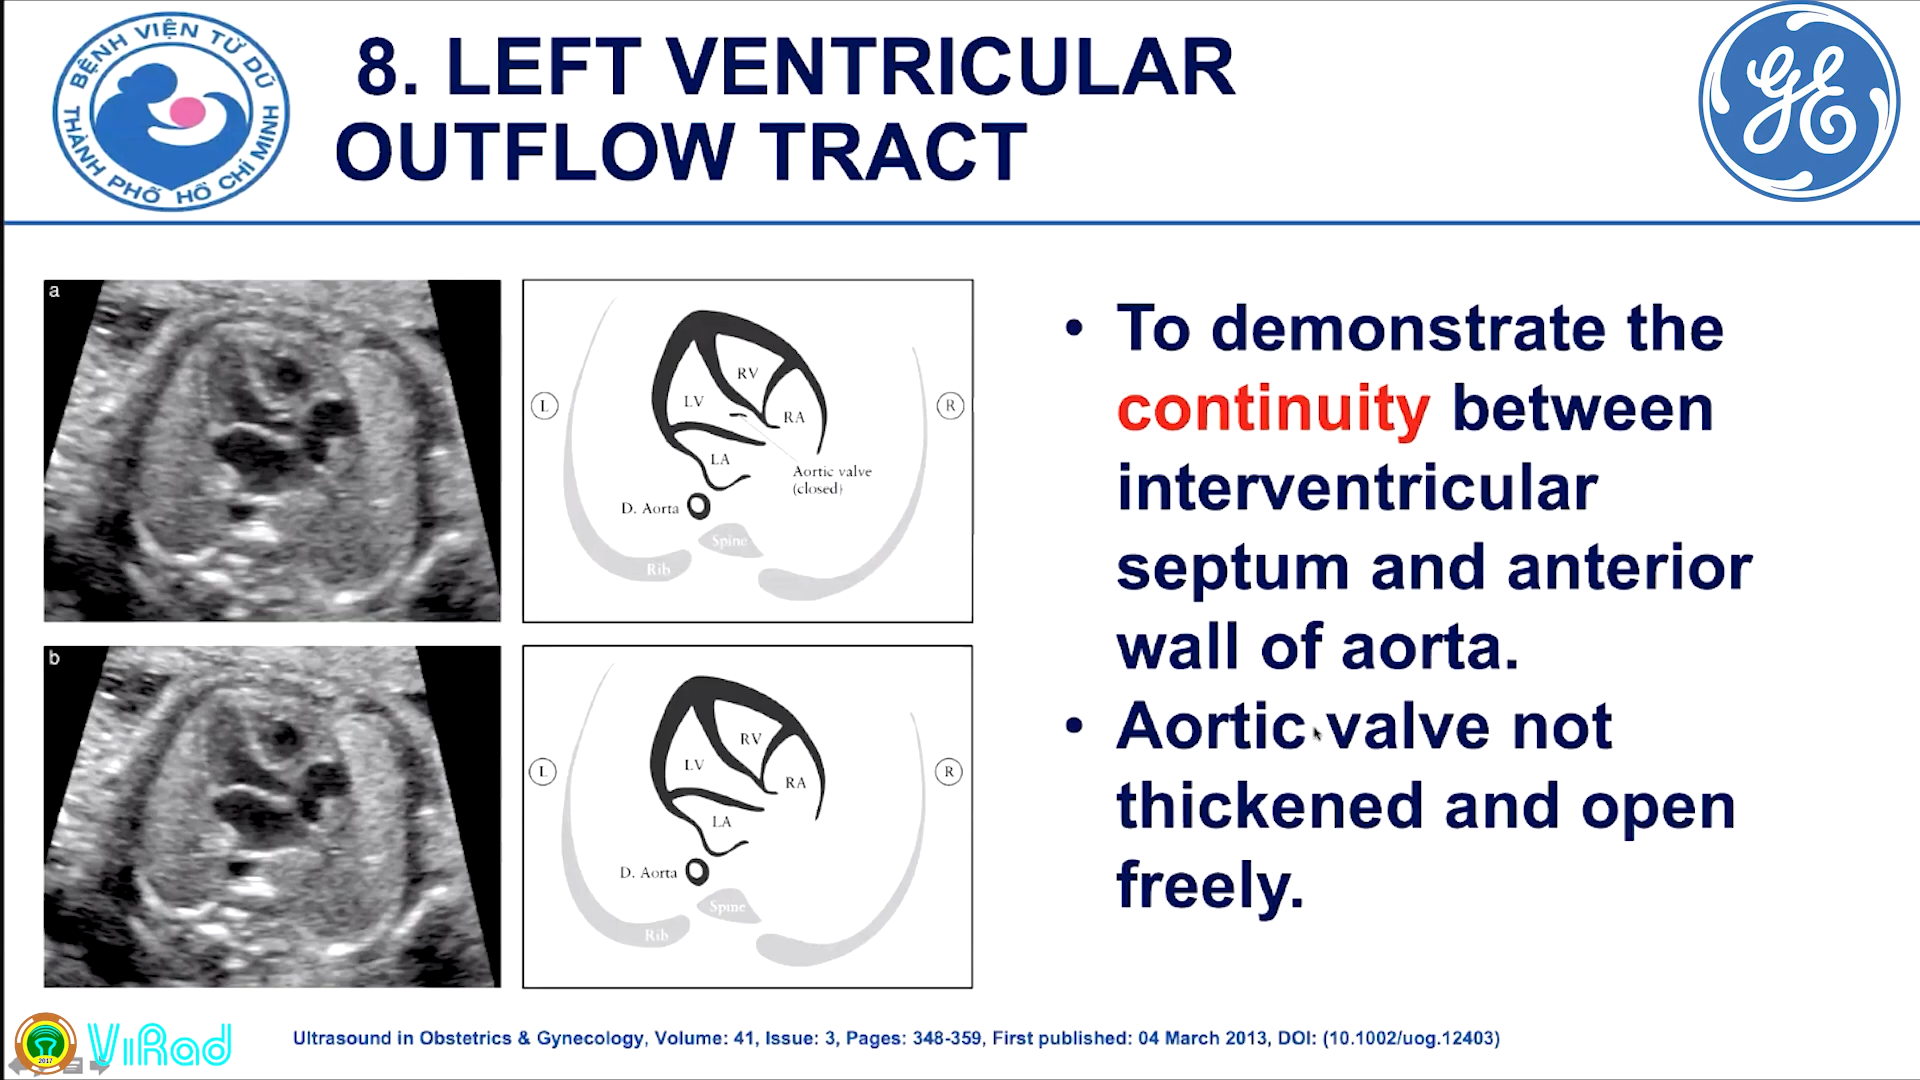 BỆNH VIỆN TỪ DŨ
THÀNH PHỐ HỒ CHÍ MINH
8. LEFT VENTRICULAR
OUTFLOW TRACT
GE
a
L
R
RV
LV
RA
LA
Aortic valve
(closed)
D. Aorta
Spine
Rib
b
L
R
RV
LV
RA
LA
D. Aorta
Spine
Rib
• To demonstrate the
continuity between
interventricular
septum and anterior
wall of aorta.
• Aortic valve not
thickened and open
freely.
2017
ViRad
Ultrasound in Obstetrics & Gynecology, Volume: 41, Issue: 3, Pages: 348-359, First published: 04 March 2013, DOI: (10.1002/uog.12403)